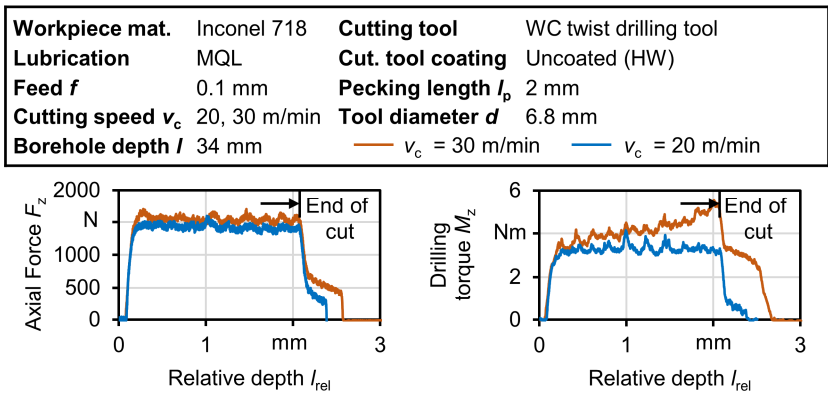 Workpiece mat. Inconel 718 Cutting tool WC twist drilling tool
Lubrication MQL Cut. tool coating Uncoated (HW)
Feed f 0.1 mm Pecking length lp 2 mm
Cutting speed vc 20, 30 m/min Tool diameter d 6.8 mm
Borehole depth l 34 mm vc = 30 m/min vc = 20 m/min
Axial Force Fz
2000
N
1000
500
0
End of
cut
0 1 mm 3
Relative depth lrel
Drilling
torque Mz
6
Nm
2
0
End of
cut
0 1 mm 3
Relative depth lrel